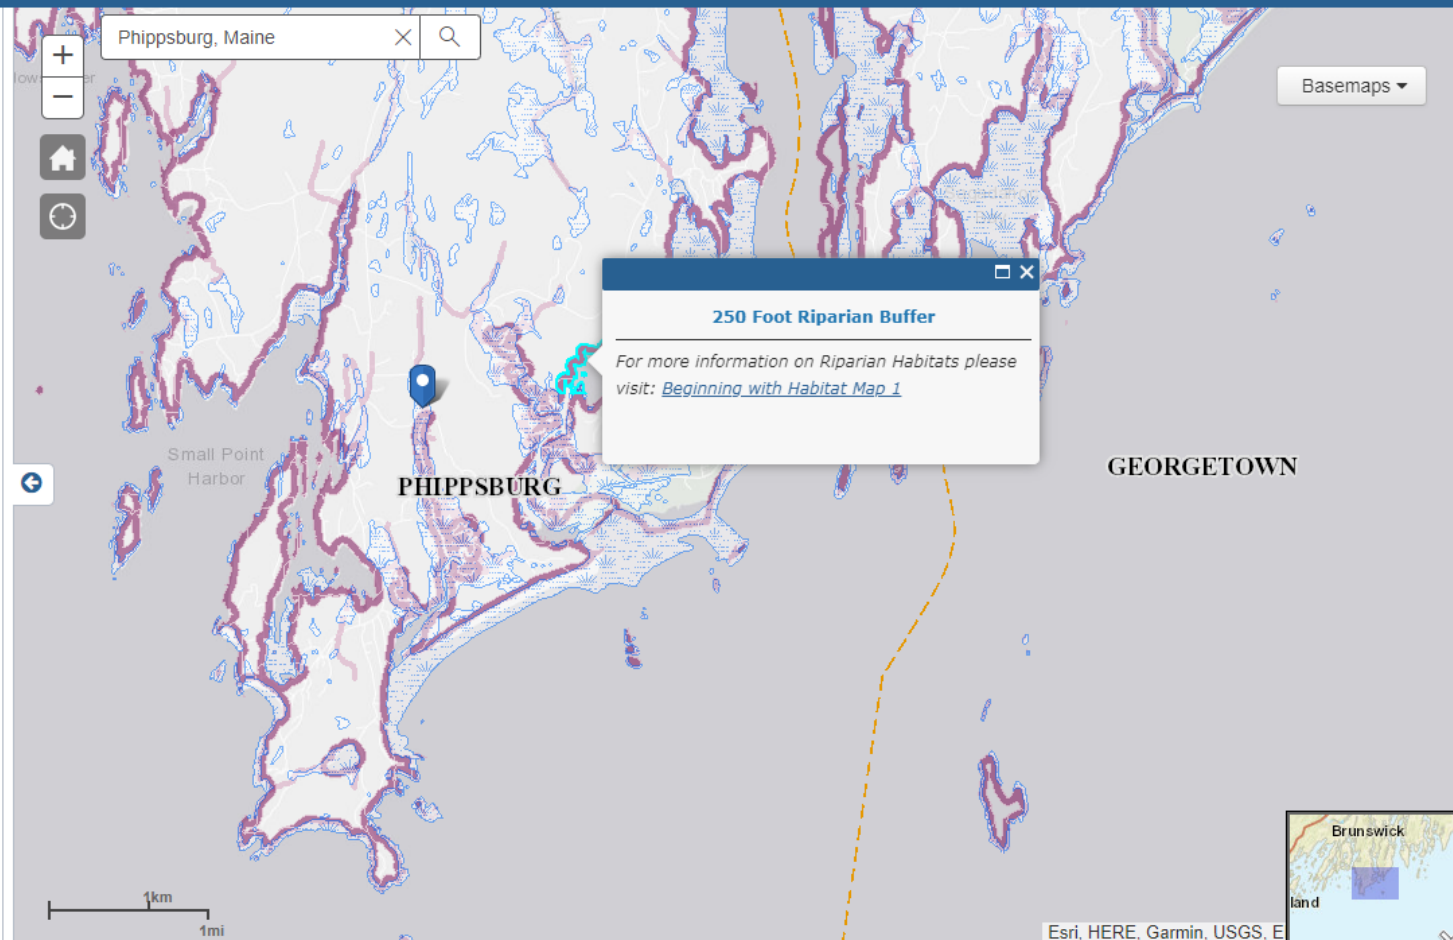 Phippsburg, Maine
Basemaps
250 Foot Riparian Buffer
For more information on Riparian Habitats please
visit: Beginning with Habitat Map 1
Small Point
Harbor
PHIPPSBURG
GEORGETOWN
Brunswick
land
1km
1mi
Esri, HERE, Garmin, USGS, E